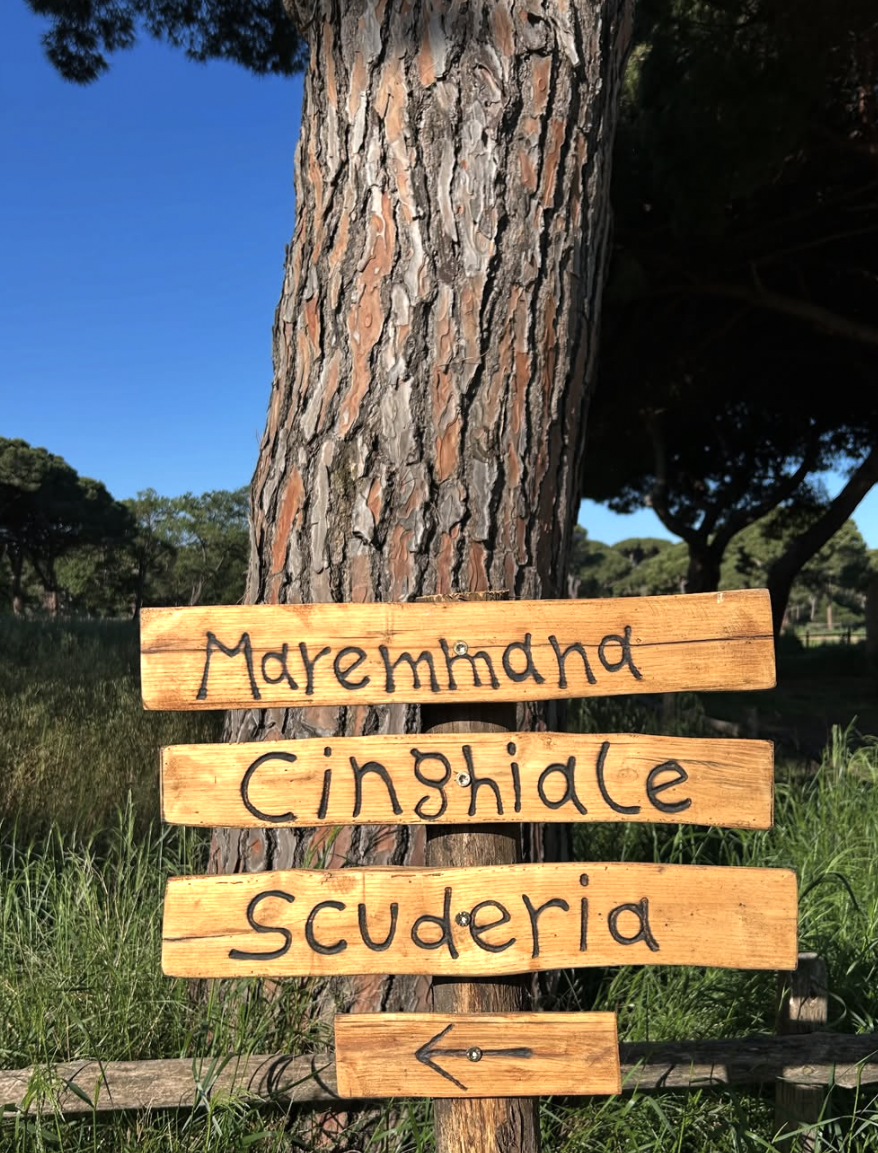 Maremmana
Cinghiale
Scuderia
←